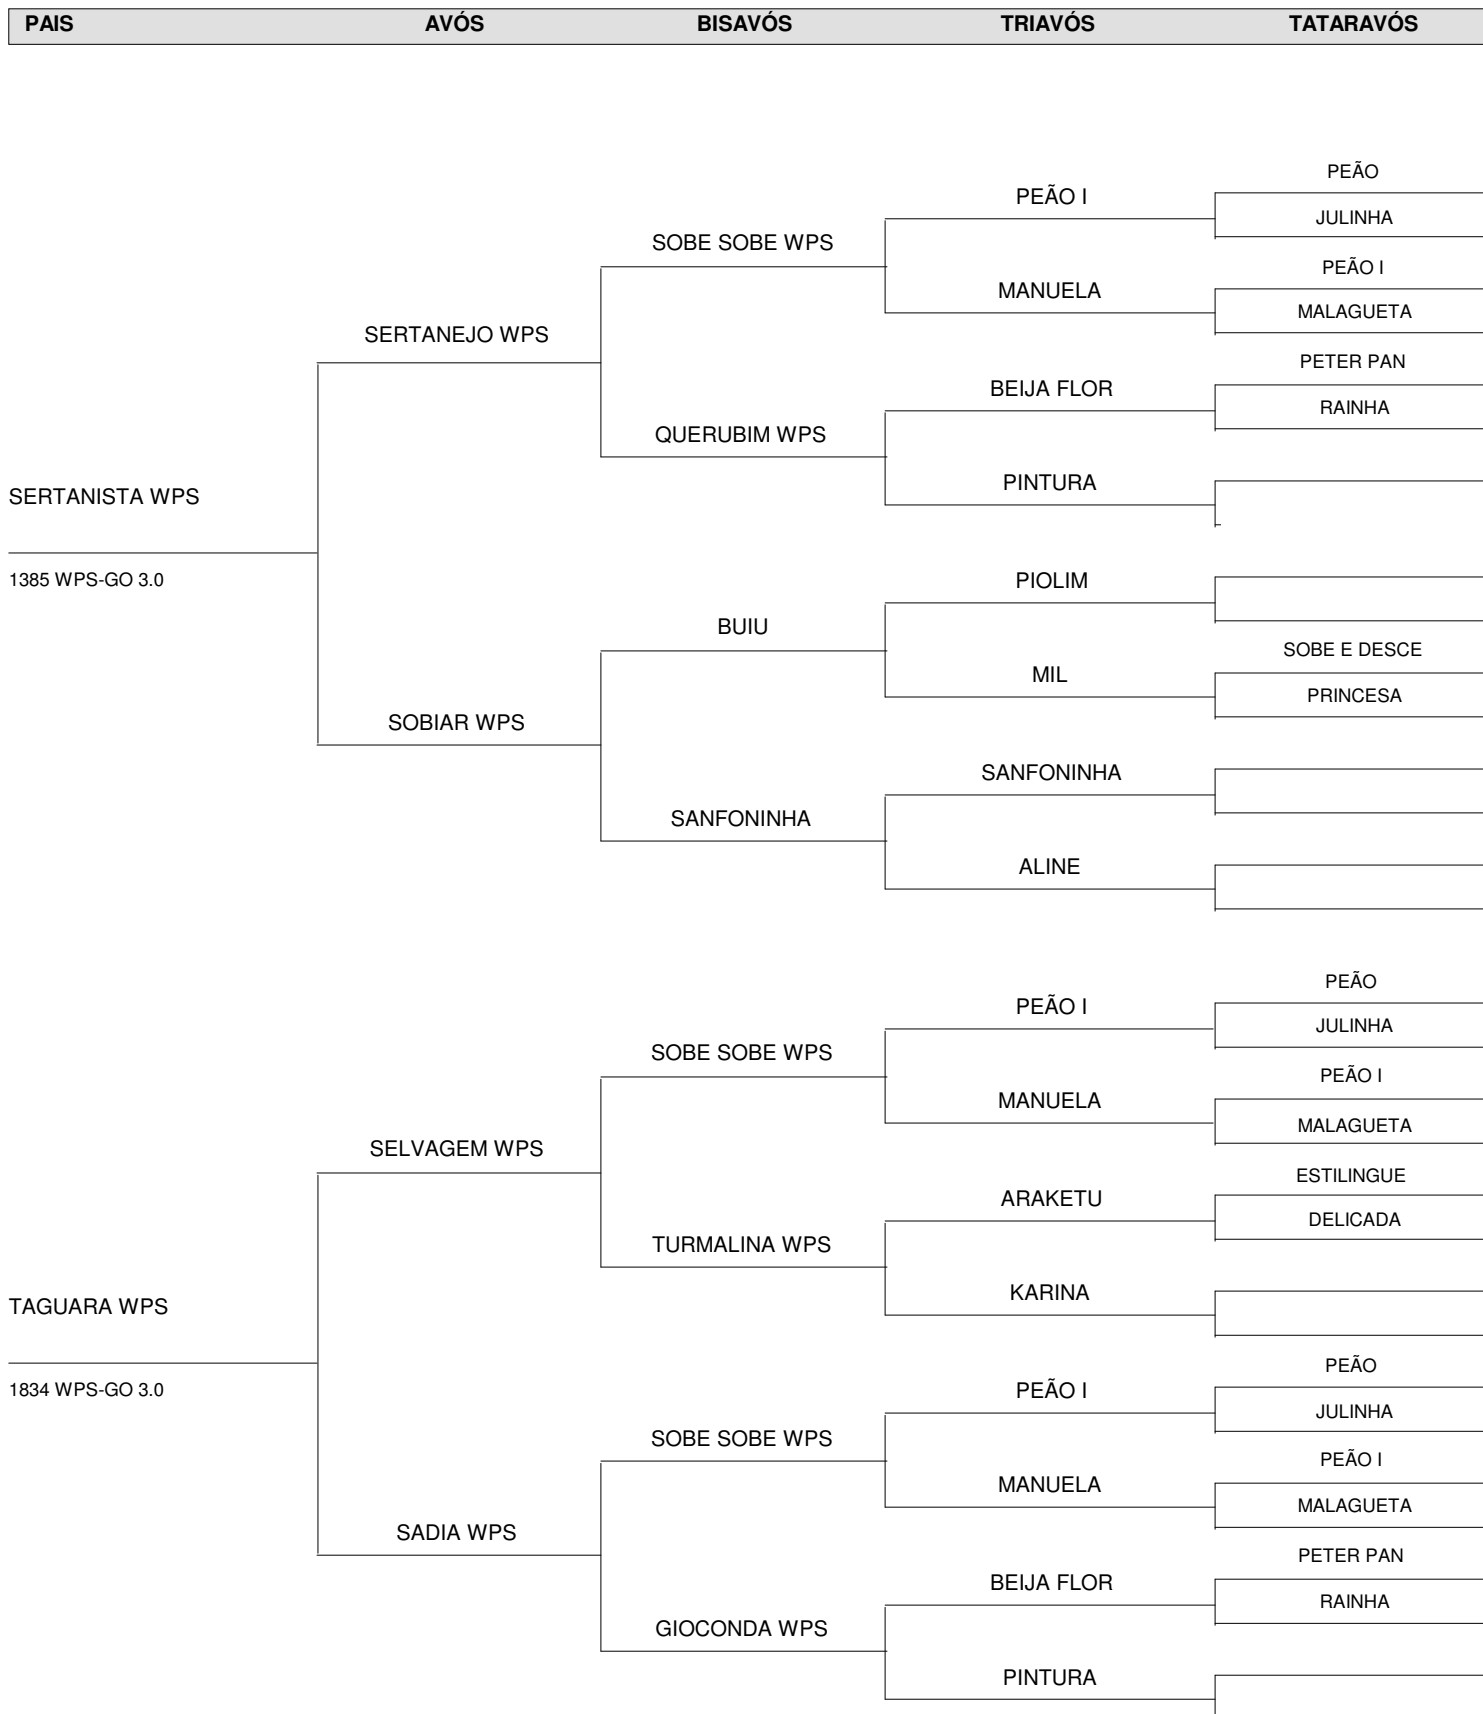 PAIS AVÓS BISAVÓS TRIAVÓS TATARAVÓS
PEÃO
PEÃO I
JULINHA
SOBE SOBE WPS
PEÃO I
MANUELA
MALAGUETA
SERTANEJO WPS
PETER PAN
BEIJA FLOR
RAINHA
QUERUBIM WPS
PINTURA
SERTANISTA WPS
1385 WPS-GO 3.0
PIOLIM
BUIU
SOBE E DESCE
MIL
PRINCESA
SOBIAR WPS
SANFONINHA
SANFONINHA
ALINE
PEÃO
PEÃO I
JULINHA
SOBE SOBE WPS
PEÃO I
MANUELA
MALAGUETA
SELVAGEM WPS
ESTILINGUE
ARAKETU
DELICADA
TURMALINA WPS
KARINA
TAGUARA WPS
PEÃO
1834 WPS-GO 3.0
PEÃO I
JULINHA
SOBE SOBE WPS
PEÃO I
MANUELA
MALAGUETA
SADIA WPS
PETER PAN
BEIJA FLOR
RAINHA
GIOCONDA WPS
PINTURA